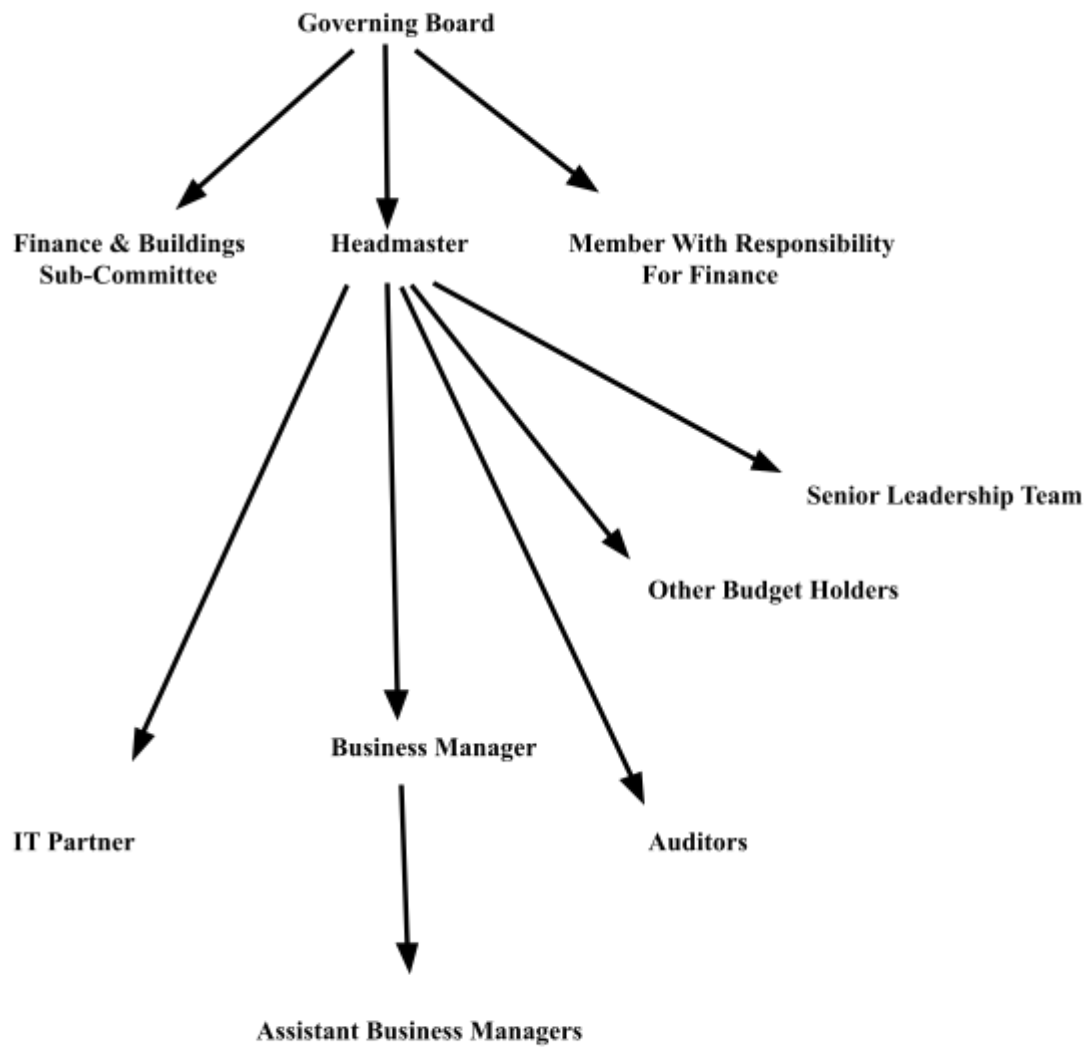 Governing Board
Finance & Buildings
Sub-Committee
Headmaster
Member With Responsibility
For Finance
Senior Leadership Team
Other Budget Holders
Business Manager
IT Partner
Auditors
Assistant Business Managers